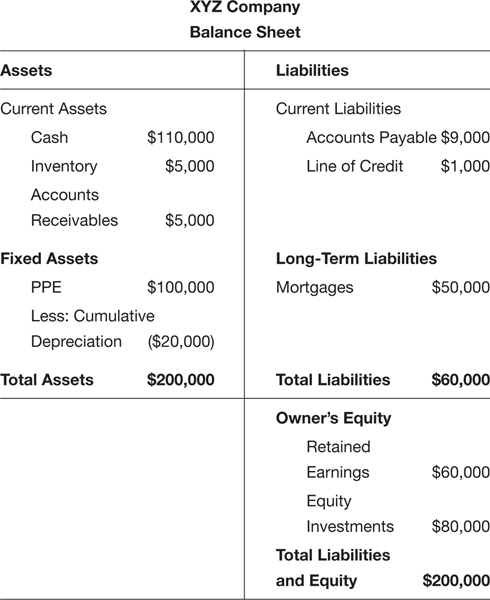 XYZ Company
Balance Sheet
Assets
Liabilities
Current Assets
Current Liabilities
Cash $110,000
Accounts Payable $9,000
Inventory $5,000
Line of Credit $1,000
Accounts
Receivables $5,000
Fixed Assets
Long-Term Liabilities
PPE $100,000
Mortgages $50,000
Less: Cumulative
Depreciation ($20,000)
Total Assets $200,000
Total Liabilities $60,000
Owner’s Equity
Retained
Earnings $60,000
Equity
Investments $80,000
Total Liabilities
and Equity $200,000